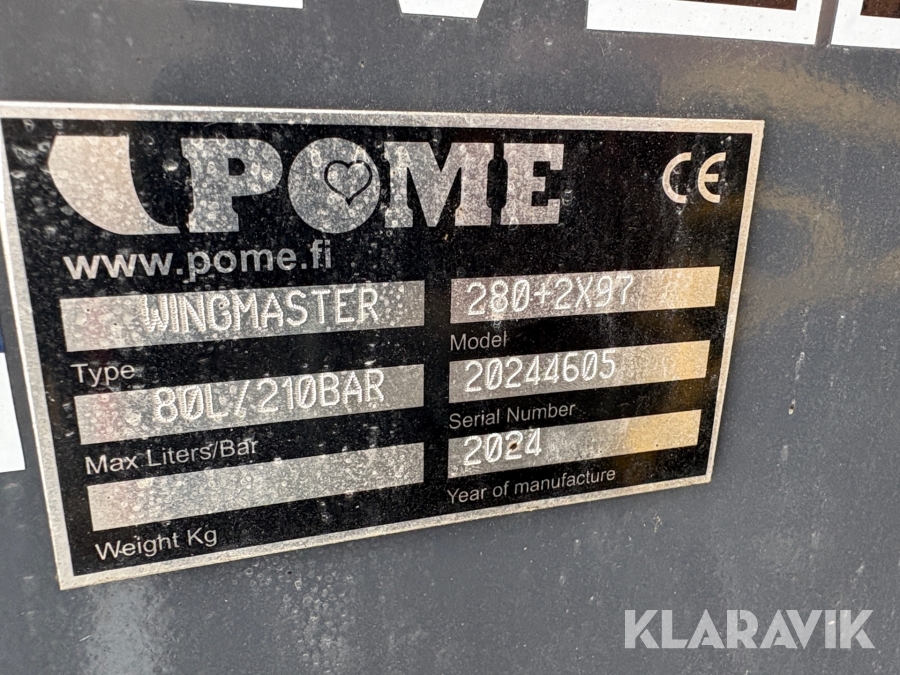 POME
CE
www.pome.fi
WINGMASTER
280+2X97
Type
Model
80L/210BAR
20244605
Max Liters/Bar
Serial Number
2024
Weight Kg
Year of manufacture
KLARAVIK